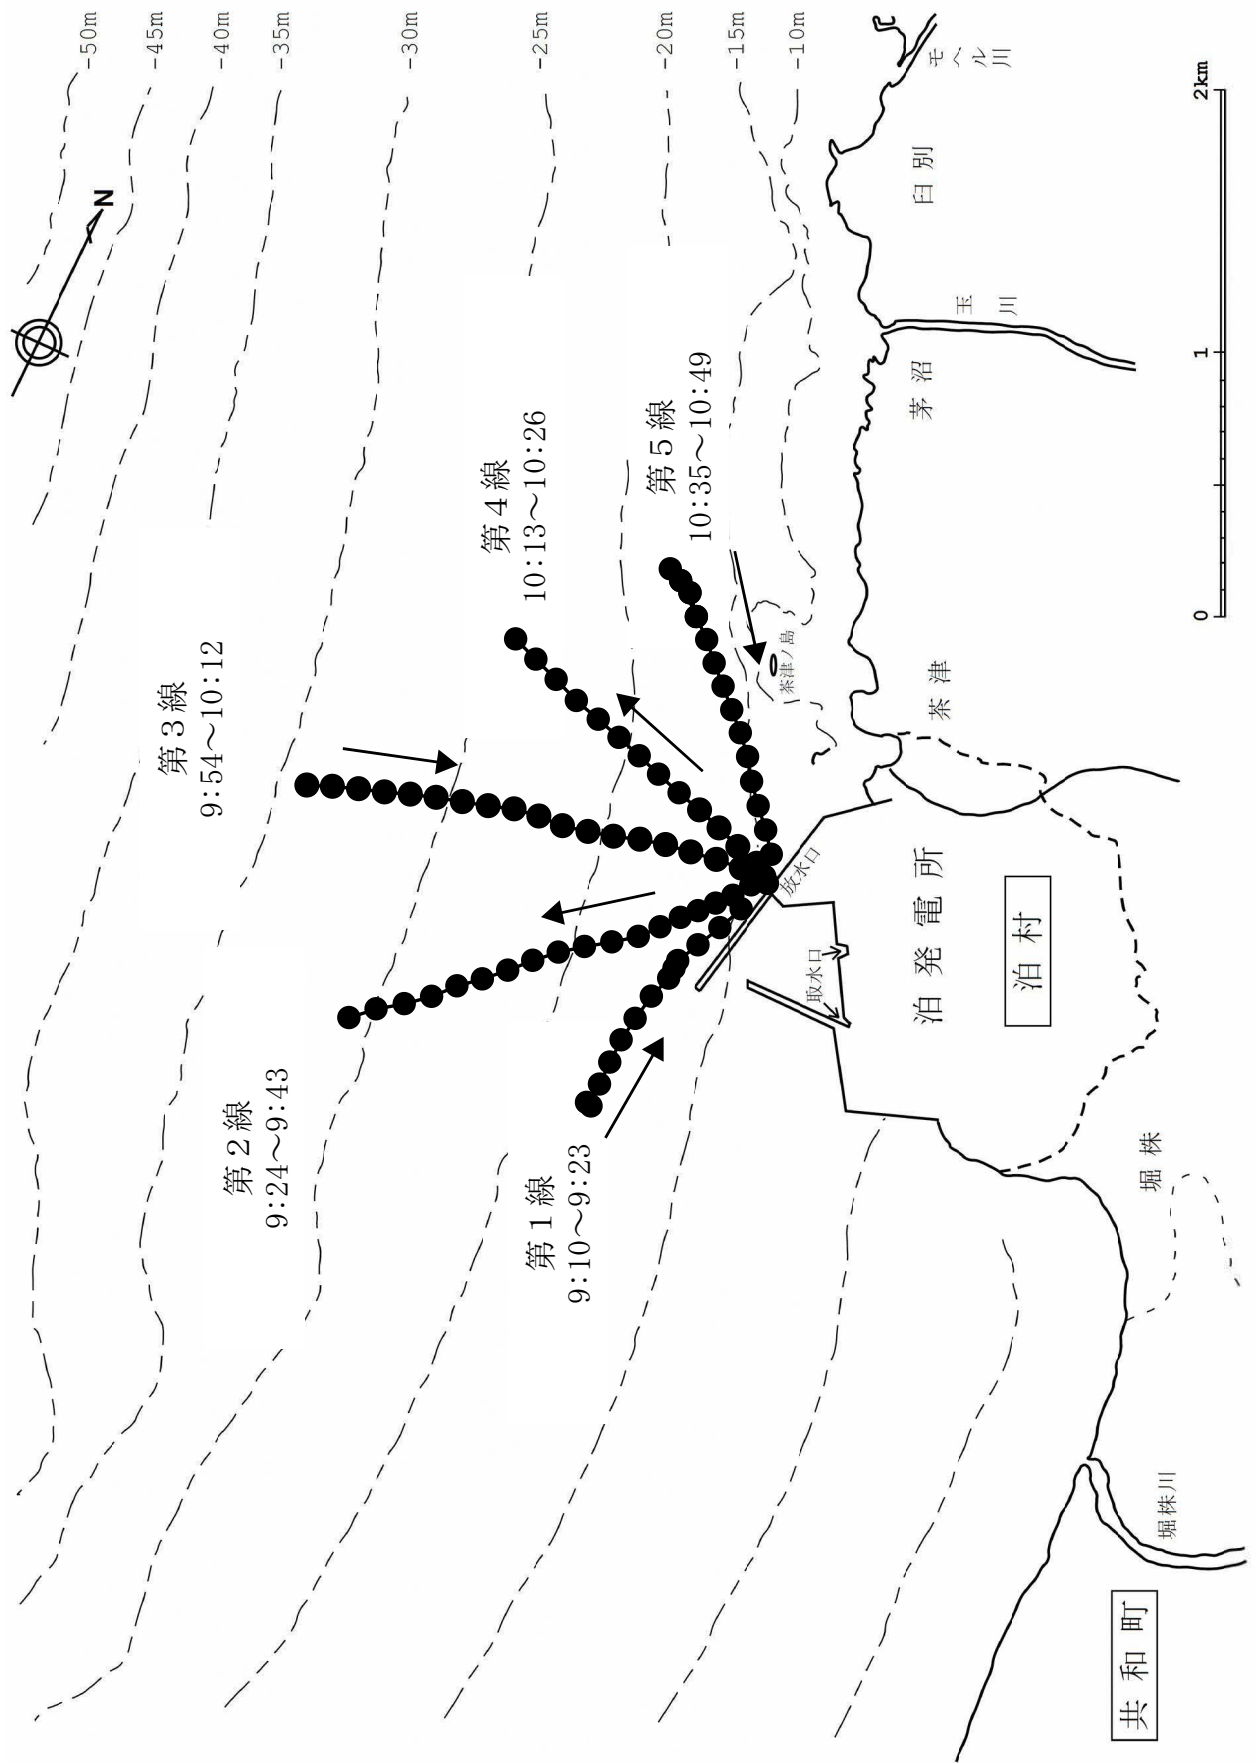 -50m
-45m
-40m
-35m
-30m
-25m
-20m
-15m
-10m
N
第1線
9:10～9:23
第2線
9:24～9:43
第3線
9:54～10:12
第4線
10:13～10:26
第5線
10:35～10:49
モヘル川
臼別
玉川
茅沼
茶津ノ島
茶津
放水口
取水口
泊発電所
泊村
堀株
堀株川
共和町
0
1
2km